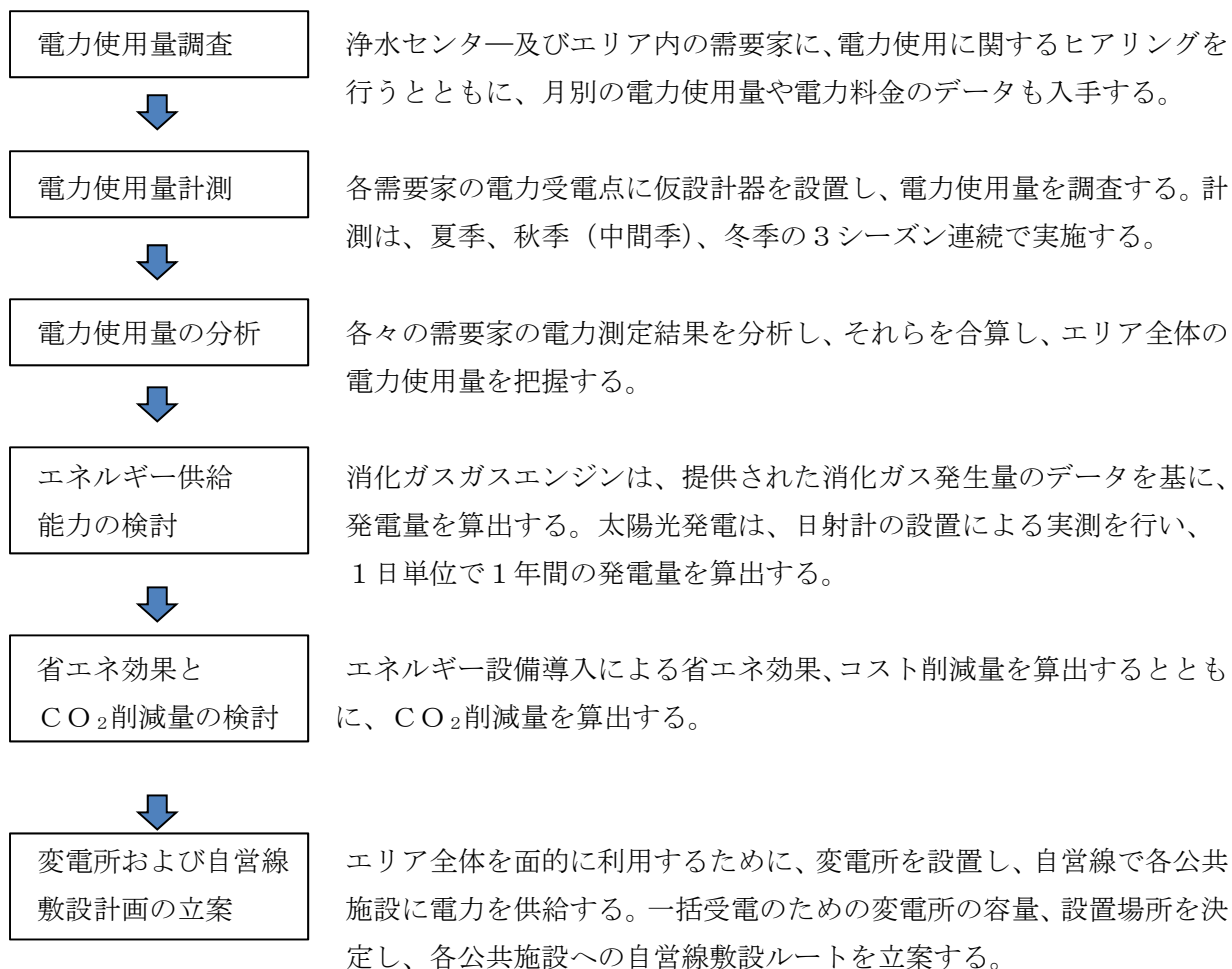 電力使用量調査
浄水センタ―及びエリア内の需要家に、電力使用に関するヒアリングを
行うとともに、月別の電力使用量や電力料金のデータも入手する。
電力使用量計測
各需要家の電力受電点に仮設計器を設置し、電力使用量を調査する。計
測は、夏季、秋季（中間季）、冬季の３シーズン連続で実施する。
電力使用量の分析
各々の需要家の電力測定結果を分析し、それらを合算し、エリア全体の
電力使用量を把握する。
エネルギー供給
能力の検討
消化ガスガスエンジンは、提供された消化ガス発生量のデータを基に、
発電量を算出する。太陽光発電は、日射計の設置による実測を行い、
１日単位で１年間の発電量を算出する。
省エネ効果と
ＣＯ₂削減量の検討
エネルギー設備導入による省エネ効果、コスト削減量を算出するととも
に、ＣＯ₂削減量を算出する。
変電所および自営線
敷設計画の立案
エリア全体を面的に利用するために、変電所を設置し、自営線で各公共
施設に電力を供給する。一括受電のための変電所の容量、設置場所を決
定し、各公共施設への自営線敷設ルートを立案する。